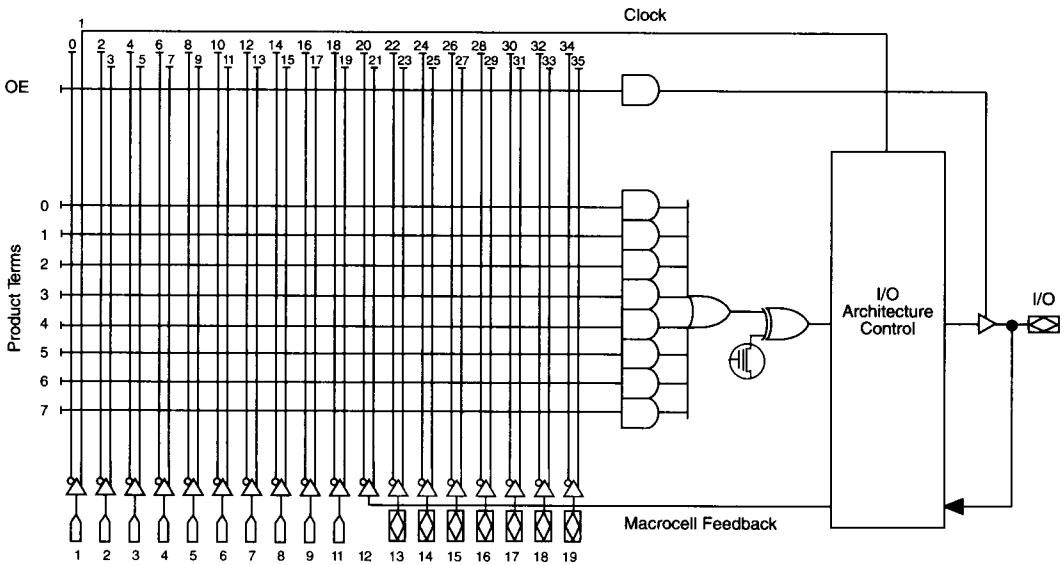 Clock
1
0 2 4 6 8 10 12 14 16 18 20 22 24 26 28 30 32 34
3 5 7 9 11 13 15 17 19 21 23 25 27 29 31 33 35
OE
Product Terms
0
1
2
3
4
5
6
7
I/O
Architecture
Control
I/O
Macrocell Feedback
1 2 3 4 5 6 7 8 9 11 12 13 14 15 16 17 18 19